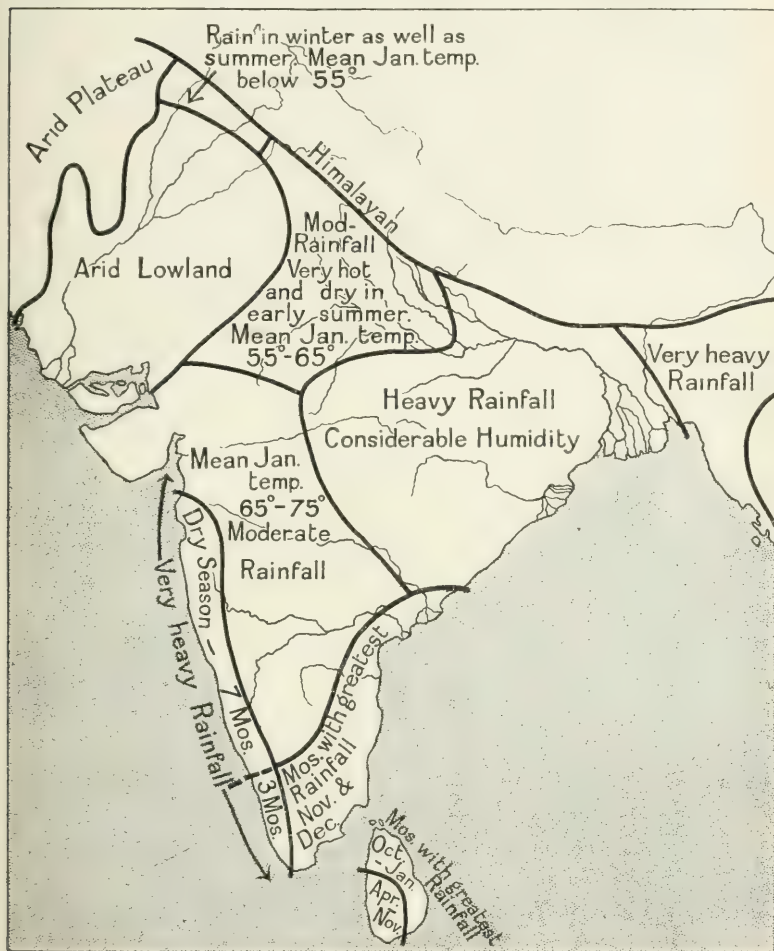 Rain in winter as well as
summer. Mean Jan. temp.
below 55°
Arid Plateau
Himalayan
Mod-
Rainfall
Very hot
and dry in
early summer.
Mean Jan. temp.
55°-65°
Arid Lowland
Very heavy
Rainfall
Heavy Rainfall
Considerable Humidity
Mean Jan.
temp.
65°-75°
Moderate
Rainfall
Dry Season - 7 Mos.
3 Mos.
Very heavy Rainfall
Mos. with greatest
Rainfall
Nov. &
Dec.
Mos. with greatest
Rainfall
Oct.
-Jan.
Apr.
Nov.